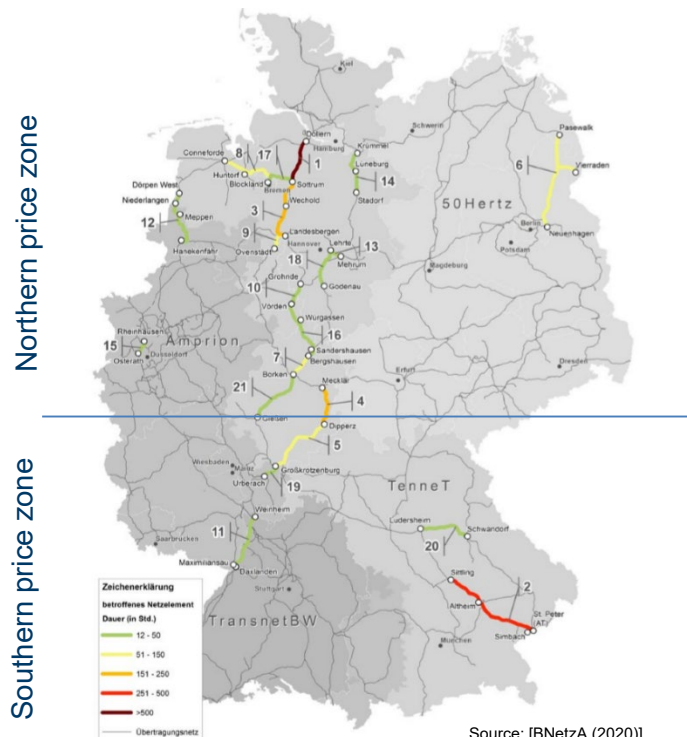 Northern price zone
Southern price zone
Kiel
Dollern
Hamburg
Schwerin
Krümmel
Pasewalk
Conneforde
8
17
1
Lüneburg
6
Vierraden
Huntorf
Blockland
Bremen
Sottrum
14
Dörpen West
Stadorf
Niederlangen
Wechold
50Hertz
3
12
Meppen
Berlin
Neuenhagen
9
Landesbergen
Hannover
Lehrte
13
Potsdam
Hanekenfähr
Ovenstädt
18
Mehrum
Magdeburg
Grohnde
10
Godenau
Vörden
Würgassen
Rheinhausen
16
15
Amprion
Sandershausen
Osterath
Düsseldorf
7
Bergshausen
Dresden
Borken
Erfurt
Mecklar
21
4
Gießen
Dipperz
5
Wiesbaden
Mainz
Großkrotzenburg
Urberach
19
TenneT
Weinheim
Ludersheim
11
Schwandorf
20
Saarbrücken
Maximiliansau
Daxlanden
Sittling
2
Stuttgart
Altheim
St. Peter
(AT)
Simbach
TransnetBW
München
Zeichenerklärung
betroffenes Netzelement
Dauer (in Std.)
12 - 50
51 - 150
151 - 250
251 - 500
>500
Übertragungsnetz
Source: [BNetzA (2020)]